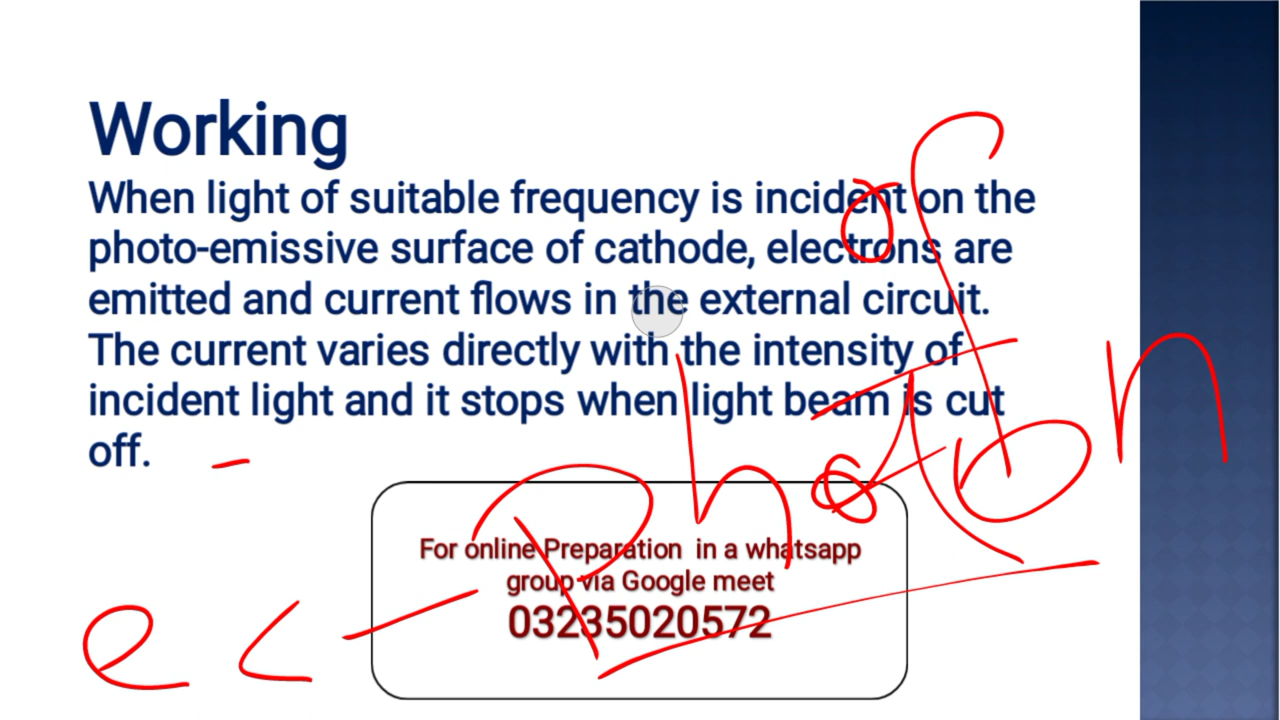 Working
When light of suitable frequency is incident on the
photo-emissive surface of cathode, electrons are
emitted and current flows in the external circuit.
The current varies directly with the intensity of
incident light and it stops when light beam is cut
off.
of
Photon
e-
For online Preparation in a whatsapp
group via Google meet
03235020572